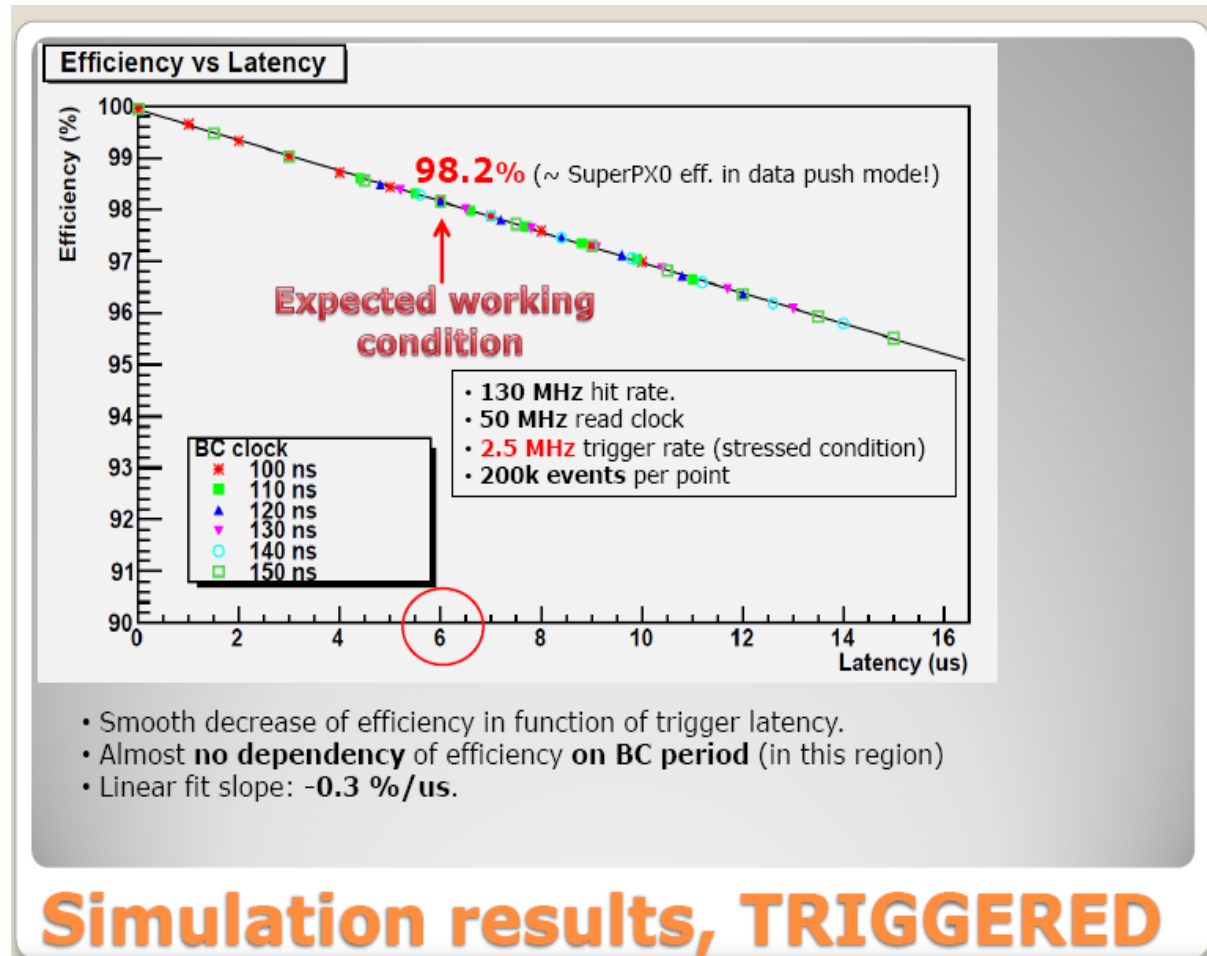 Efficiency vs Latency
Efficiency (%)
100
99
98
97
96
95
94
93
92
91
90
98.2% (~ SuperPX0 eff. in data push mode!)
Expected working
condition
• 130 MHz hit rate.
• 50 MHz read clock
• 2.5 MHz trigger rate (stressed condition)
• 200k events per point
BC clock
100 ns
110 ns
120 ns
130 ns
140 ns
150 ns
0 2 4 6 8 10 12 14 16
Latency (us)
• Smooth decrease of efficiency in function of trigger latency.
• Almost no dependency of efficiency on BC period (in this region)
• Linear fit slope: -0.3 %/us.
Simulation results, TRIGGERED